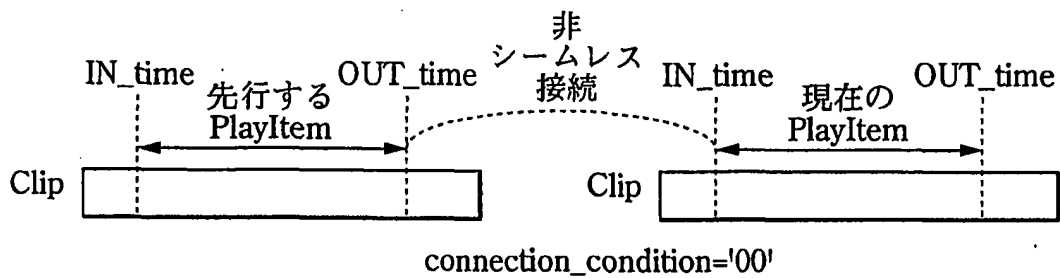 IN_time
先行する
PlayItem
OUT_time
非
シームレス
接続
IN_time
現在の
PlayItem
OUT_time
Clip
Clip
connection_condition='00'